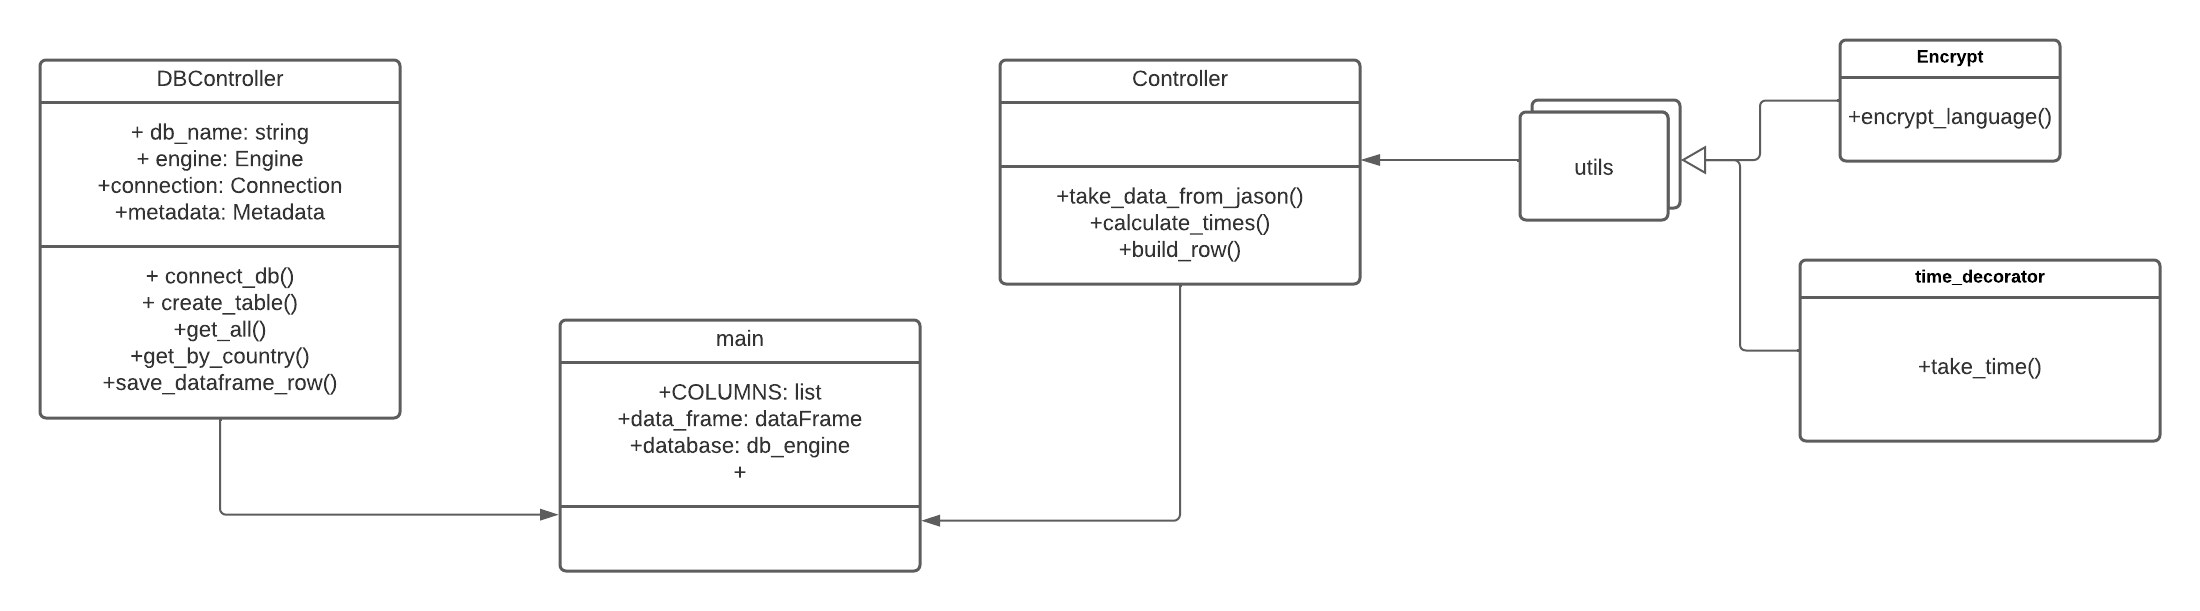 DBController
+ db_name: string
+ engine: Engine
+connection: Connection
+metadata: Metadata
+ connect_db()
+ create_table()
+get_all()
+get_by_country()
+save_dataframe_row()
main
+COLUMNS: list
+data_frame: dataFrame
+database: db_engine
+
Controller
+take_data_from_jason()
+calculate_times()
+build_row()
utils
Encrypt
+encrypt_language()
time_decorator
+take_time()